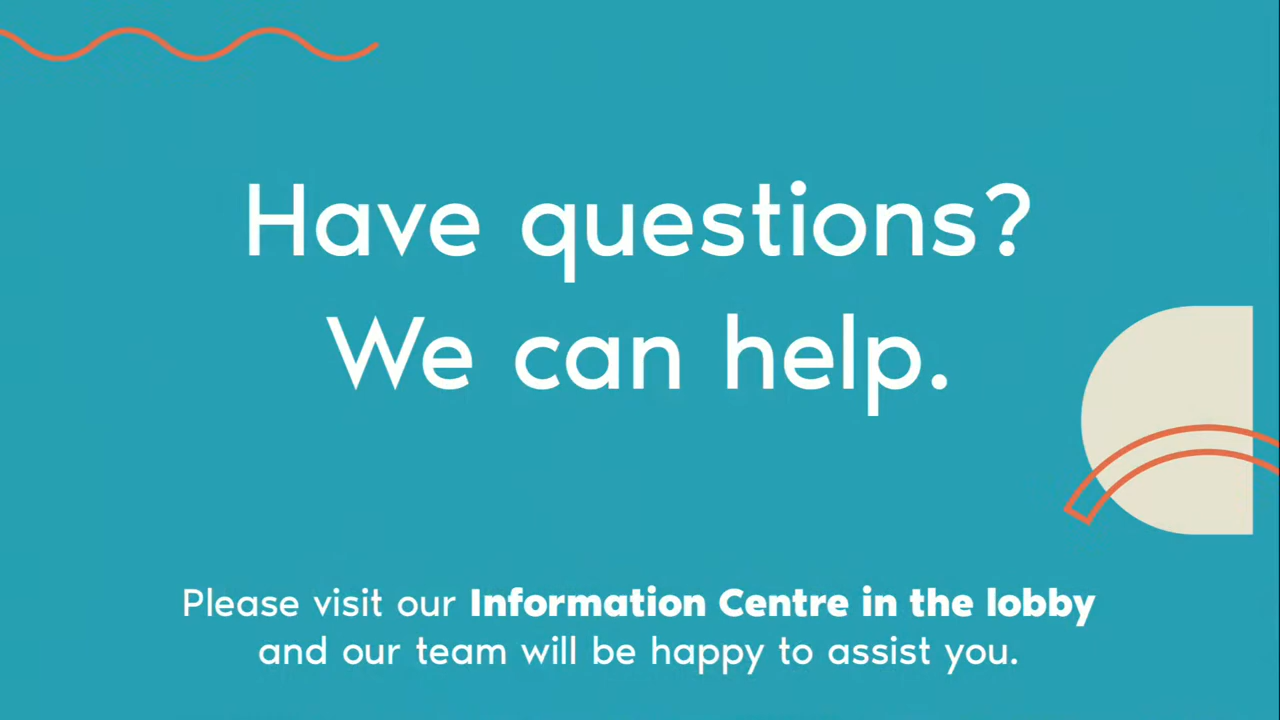 Have questions?
We can help.
Please visit our Information Centre in the lobby
and our team will be happy to assist you.